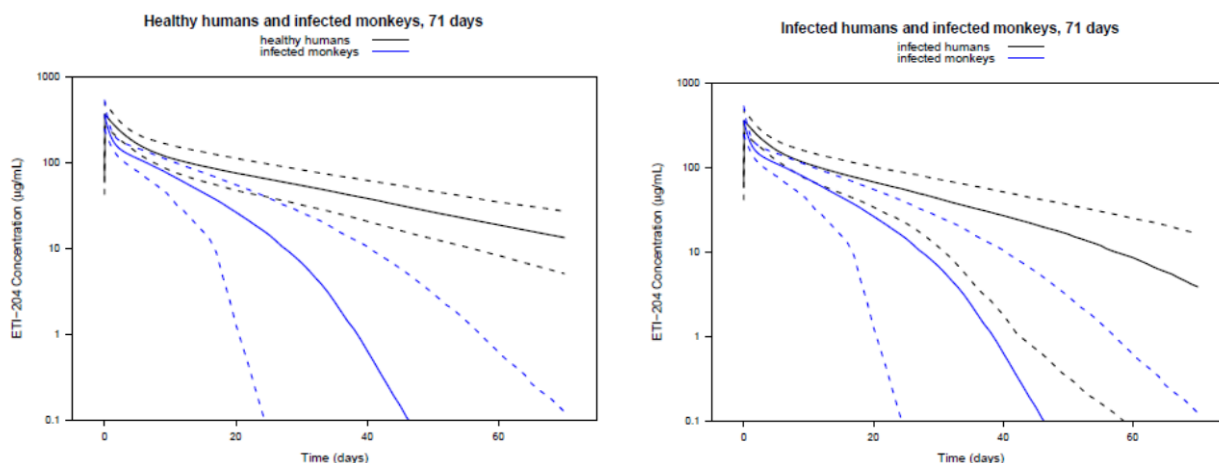 Healthy humans and infected monkeys, 71 days
healthy humans
infected monkeys
1000
100
10
1
0.1
ETI−204 Concentration (µg/mL)
0
20
40
60
Time (days)
Infected humans and infected monkeys, 71 days
infected humans
infected monkeys
1000
100
10
1
0.1
ETI−204 Concentration (µg/mL)
0
20
40
60
Time (days)